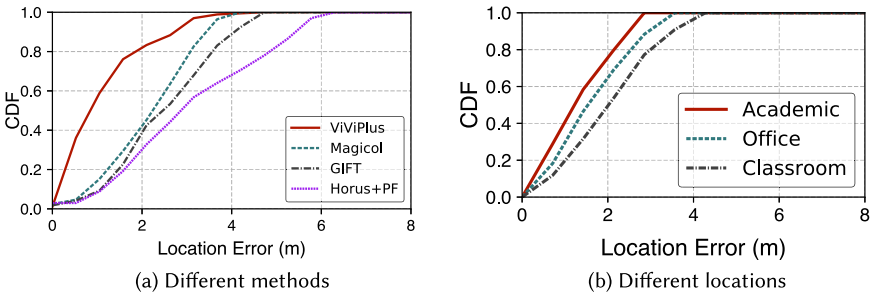 1.0
0.8
0.6
0.4
0.2
0.0
CDF
0
2
4
6
8
Location Error (m)
ViViPlus
Magicol
GIFT
Horus+PF
(a) Different methods
1.0
0.8
0.6
0.4
0.2
0.0
CDF
0
2
4
6
8
Location Error (m)
Academic
Office
Classroom
(b) Different locations